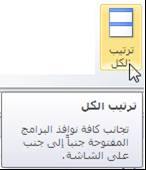 ترتيب
الكل
ترتيب الكل
تجانب كافة نوافذ البرامج
المفتوحة جنباً إلى جنب
على الشاشة.